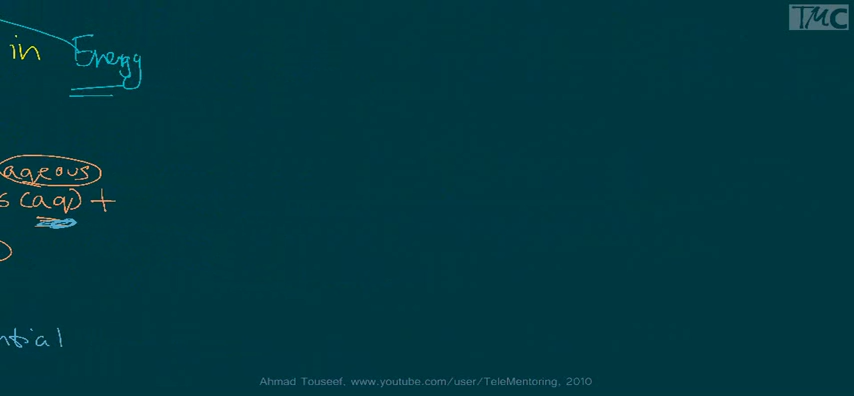 TMC
in Energy
aqeous
s (aq) +
ntial
Ahmad Touseef, www.youtube.com/user/TeleMentoring, 2010